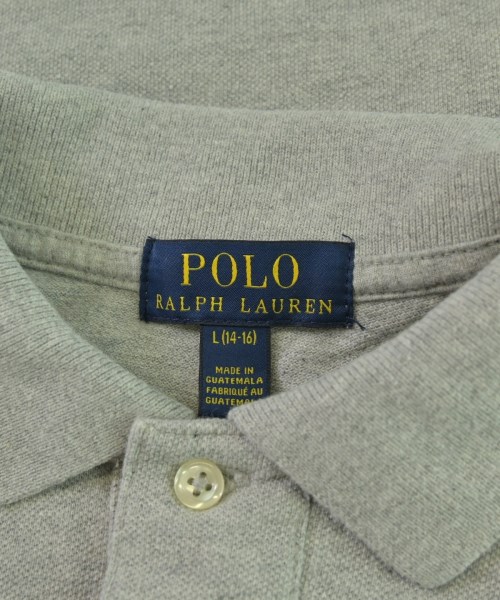 POLO
RALPH LAUREN
L (14-16)
MADE IN
GUATEMALA
FABRIQUÉ AU
GUATEMALA